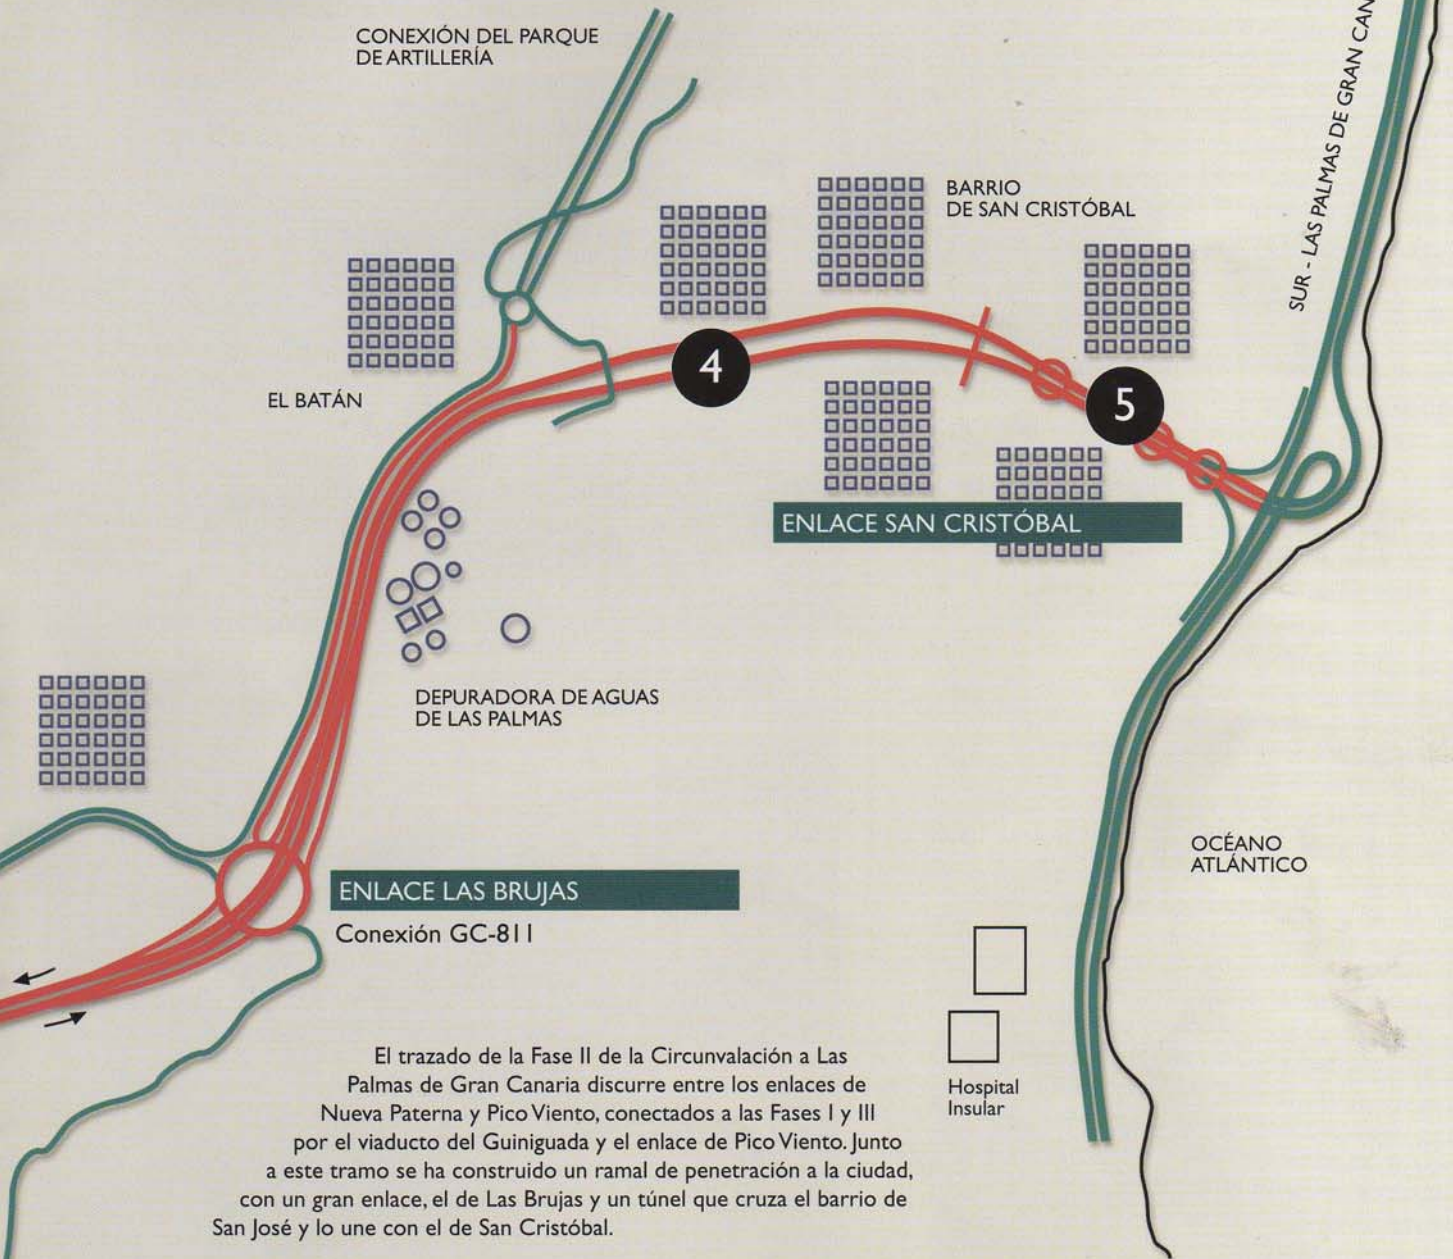 CONEXIÓN DEL PARQUE
DE ARTILLERÍA
SUR - LAS PALMAS DE GRAN CAN
BARRIO
DE SAN CRISTÓBAL
4
5
EL BATÁN
ENLACE SAN CRISTÓBAL
DEPURADORA DE AGUAS
DE LAS PALMAS
OCÉANO
ATLÁNTICO
ENLACE LAS BRUJAS
Conexión GC-811
Hospital
Insular
El trazado de la Fase II de la Circunvalación a Las
Palmas de Gran Canaria discurre entre los enlaces de
Nueva Paterna y Pico Viento, conectados a las Fases I y III
por el viaducto del Guiniguada y el enlace de Pico Viento. Junto
a este tramo se ha construido un ramal de penetración a la ciudad,
con un gran enlace, el de Las Brujas y un túnel que cruza el barrio de
San José y lo une con el de San Cristóbal.